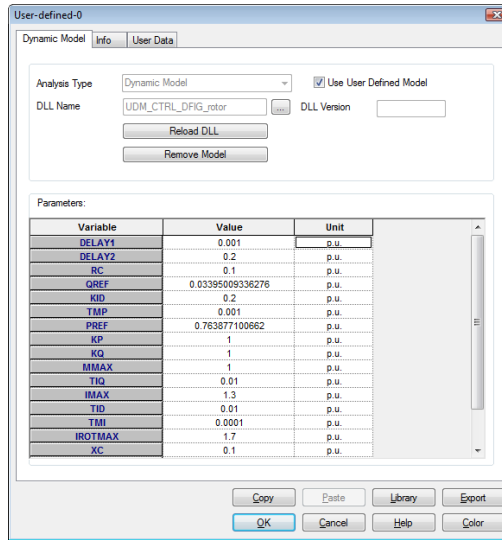 User-defined-0
Dynamic Model Info User Data
Analysis Type Dynamic Model Use User Defined Model
DLL Name UDM_CTRL_DFIG_rotor ... DLL Version
Reload DLL
Remove Model
Parameters:
Variable Value Unit
DELAY1 0.001 p.u.
DELAY2 0.2 p.u.
RC 0.1 p.u.
QREF 0.03395009336276 p.u.
KID 0.2 p.u.
TMP 0.001 p.u.
PREF 0.763877100662 p.u.
KP 1 p.u.
KQ 1 p.u.
MMAX 1 p.u.
TIQ 0.01 p.u.
IMAX 1.3 p.u.
TID 0.01 p.u.
TMI 0.0001 p.u.
IROTMAX 1.7 p.u.
XC 0.1 p.u.
Copy Paste Library Export
OK Cancel Help Color